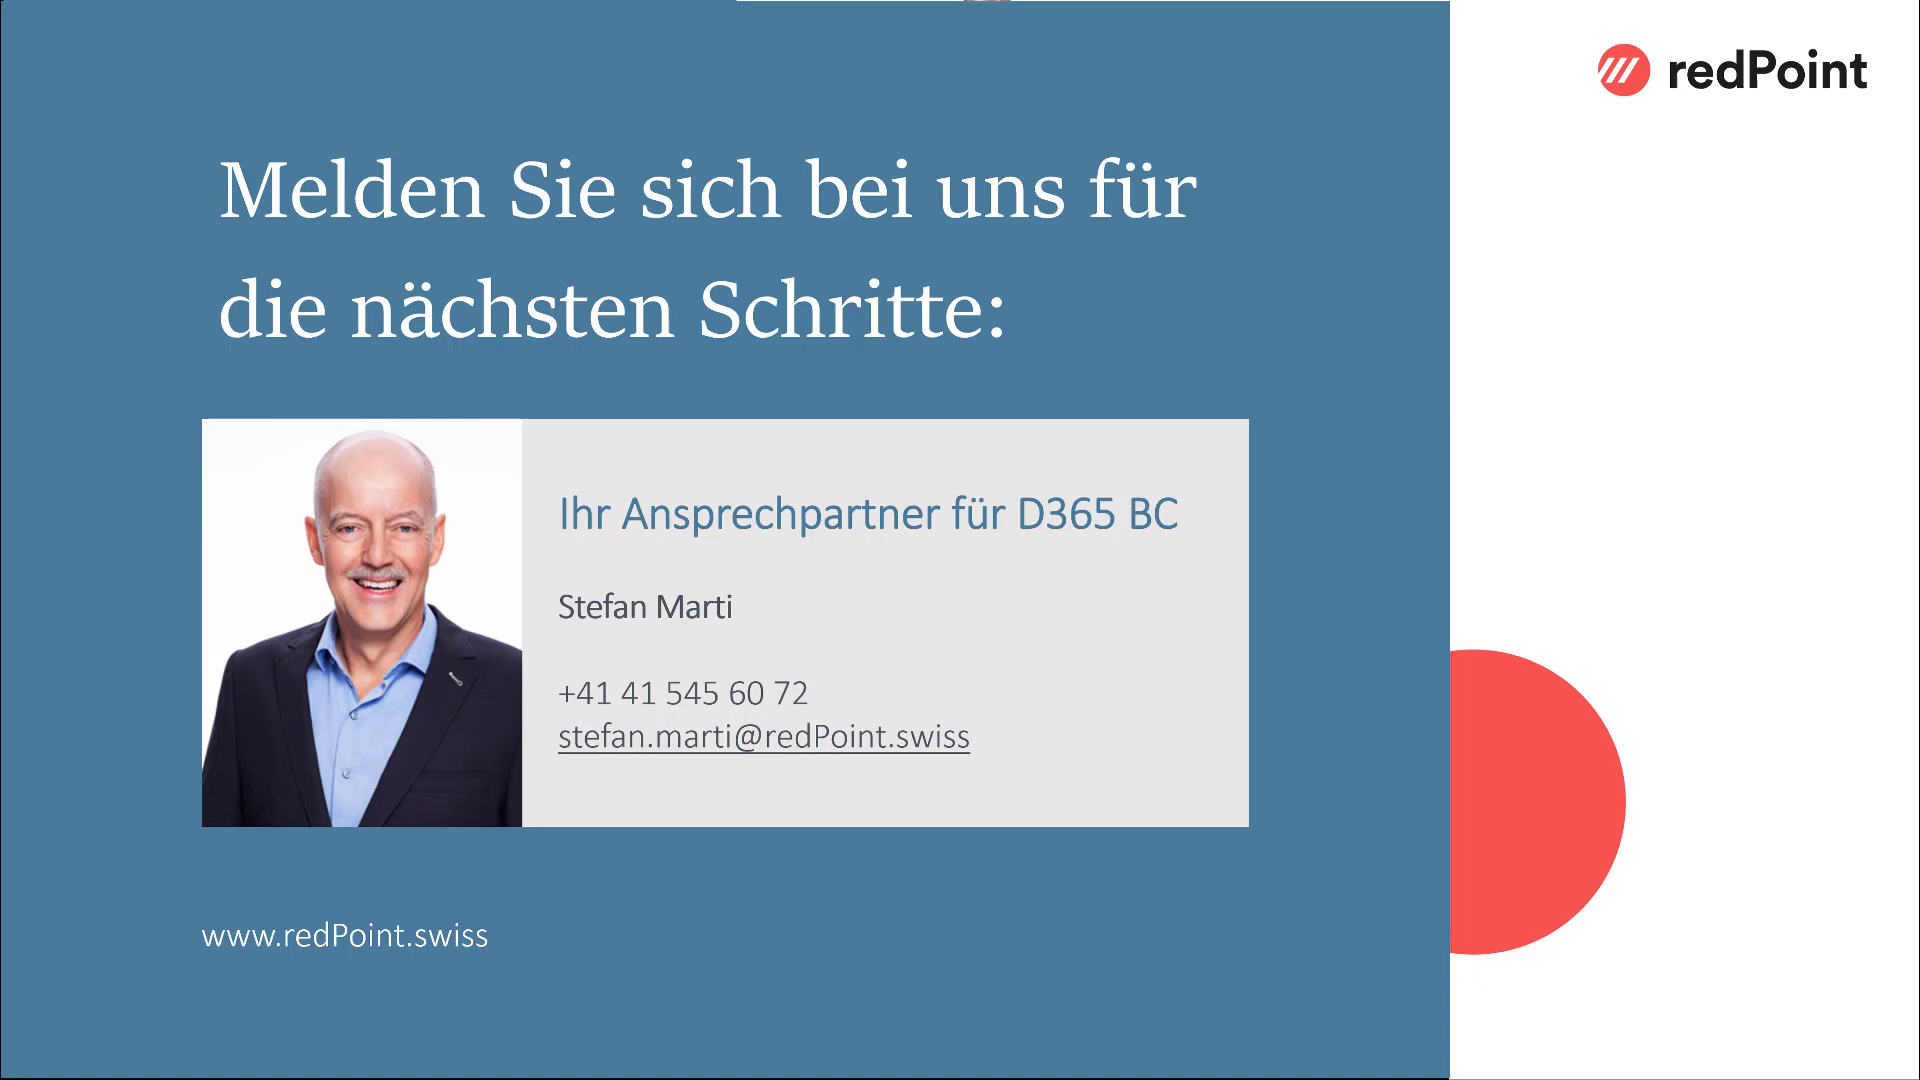 redPoint
Melden Sie sich bei uns für
die nächsten Schritte:
Ihr Ansprechpartner für D365 BC
Stefan Marti
+41 41 545 60 72
stefan.marti@redPoint.swiss
www.redPoint.swiss